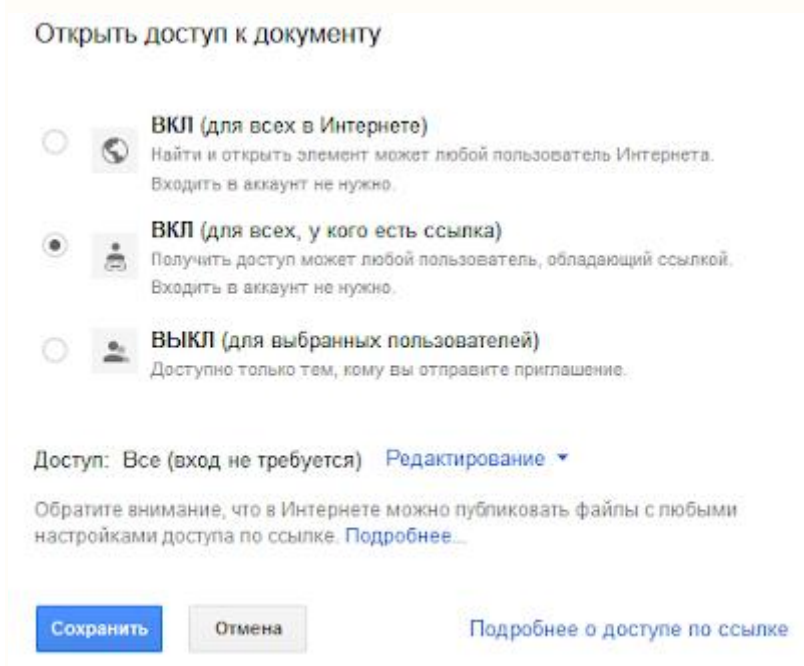 Открыть доступ к документу
ВКЛ (для всех в Интернете)
Найти и открыть элемент может любой пользователь Интернета.
Входить в аккаунт не нужно.
ВКЛ (для всех, у кого есть ссылка)
Получить доступ может любой пользователь, обладающий ссылкой.
Входить в аккаунт не нужно.
ВЫКЛ (для выбранных пользователей)
Доступно только тем, кому вы отправите приглашение.
Доступ: Все (вход не требуется) Редактирование
Обратите внимание, что в Интернете можно публиковать файлы с любыми
настройками доступа по ссылке. Подробнее...
Сохранить Отмена Подробнее о доступе по ссылке